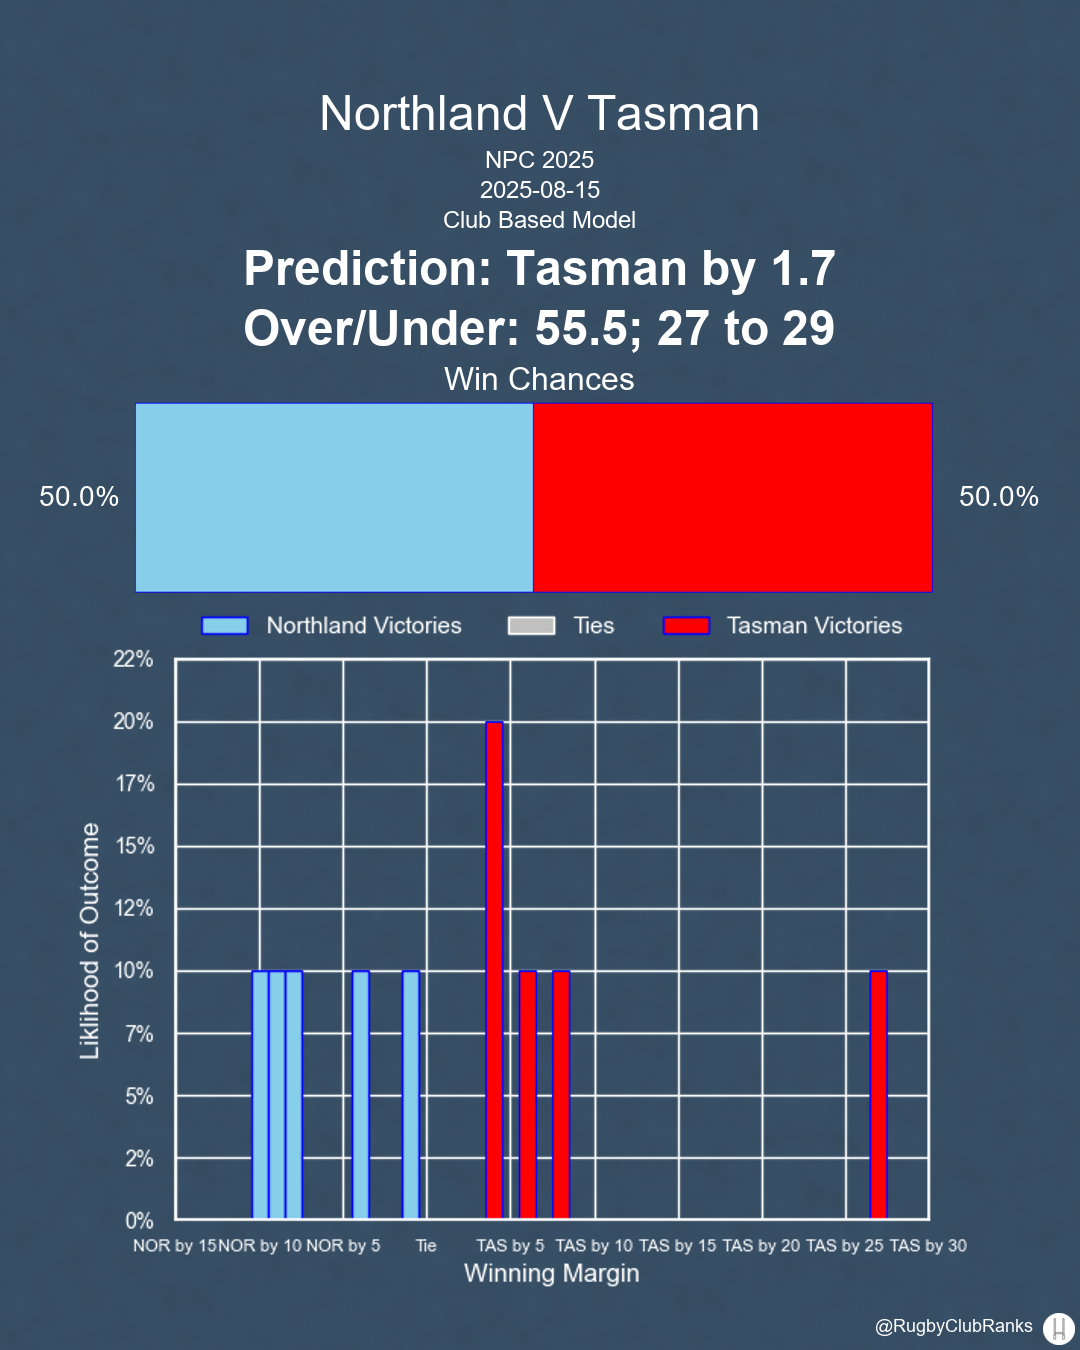 Northland V Tasman
NPC 2025
2025-08-15
Club Based Model
Prediction: Tasman by 1.7
Over/Under: 55.5; 27 to 29
Win Chances
50.0%
50.0%
Northland Victories
Ties
Tasman Victories
22%
20%
17%
15%
12%
10%
7%
5%
2%
0%
Liklihood of Outcome
NOR by 15 NOR by 10 NOR by 5 Tie TAS by 5 TAS by 10 TAS by 15 TAS by 20 TAS by 25 TAS by 30
Winning Margin
@RugbyClubRanks